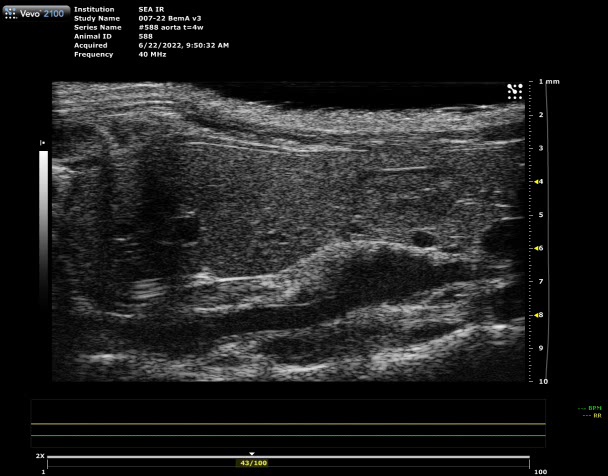 Vevo 2100
Institution SEA IR
Study Name 007-22 BemA v3
Series Name #588 aorta t=4w
Animal ID 588
Acquired 6/22/2022, 9:50:32 AM
Frequency 40 MHz
1 mm
2
3
4
5
6
7
8
9
10
--- BPM
--- RR
2X
43/100
1 100